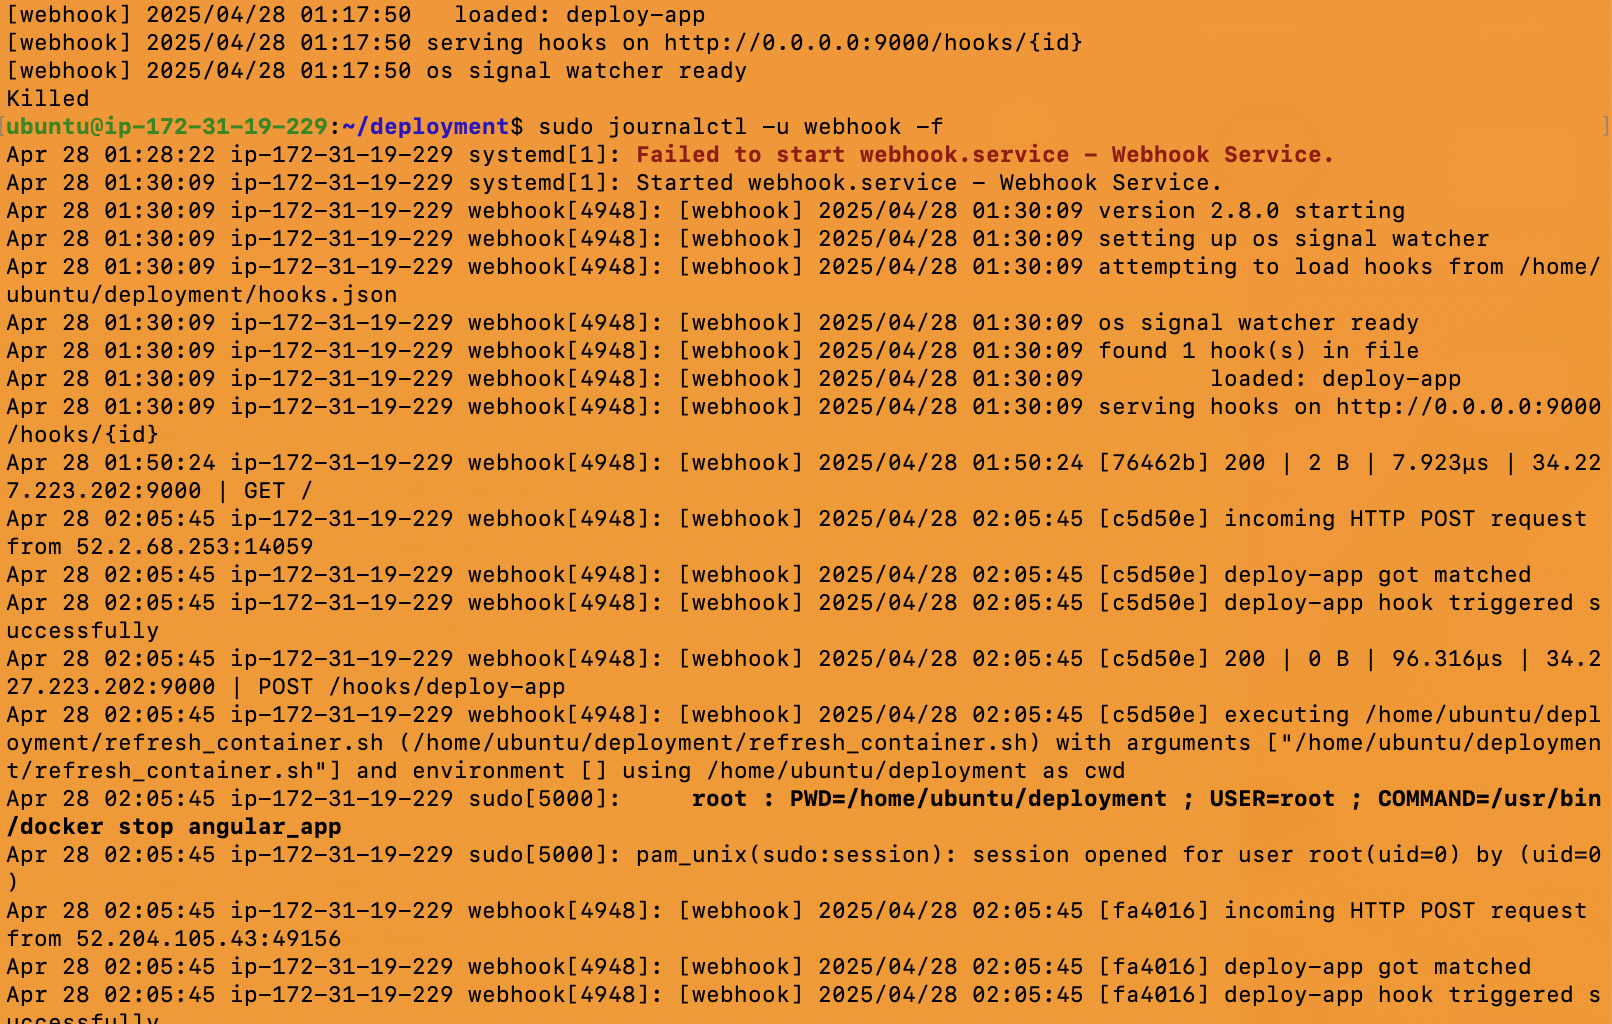 [webhook] 2025/04/28 01:17:50   loaded: deploy-app
[webhook] 2025/04/28 01:17:50 serving hooks on http://0.0.0.0:9000/hooks/{id}
[webhook] 2025/04/28 01:17:50 os signal watcher ready
Killed
[ubuntu@ip-172-31-19-229:~/deployment$ sudo journalctl -u webhook -f ]
Apr 28 01:28:22 ip-172-31-19-229 systemd[1]: Failed to start webhook.service - Webhook Service.
Apr 28 01:30:09 ip-172-31-19-229 systemd[1]: Started webhook.service - Webhook Service.
Apr 28 01:30:09 ip-172-31-19-229 webhook[4948]: [webhook] 2025/04/28 01:30:09 version 2.8.0 starting
Apr 28 01:30:09 ip-172-31-19-229 webhook[4948]: [webhook] 2025/04/28 01:30:09 setting up os signal watcher
Apr 28 01:30:09 ip-172-31-19-229 webhook[4948]: [webhook] 2025/04/28 01:30:09 attempting to load hooks from /home/
ubuntu/deployment/hooks.json
Apr 28 01:30:09 ip-172-31-19-229 webhook[4948]: [webhook] 2025/04/28 01:30:09 os signal watcher ready
Apr 28 01:30:09 ip-172-31-19-229 webhook[4948]: [webhook] 2025/04/28 01:30:09 found 1 hook(s) in file
Apr 28 01:30:09 ip-172-31-19-229 webhook[4948]: [webhook] 2025/04/28 01:30:09         loaded: deploy-app
Apr 28 01:30:09 ip-172-31-19-229 webhook[4948]: [webhook] 2025/04/28 01:30:09 serving hooks on http://0.0.0.0:9000
/hooks/{id}
Apr 28 01:50:24 ip-172-31-19-229 webhook[4948]: [webhook] 2025/04/28 01:50:24 [76462b] 200 | 2 B | 7.923µs | 34.22
7.223.202:9000 | GET /
Apr 28 02:05:45 ip-172-31-19-229 webhook[4948]: [webhook] 2025/04/28 02:05:45 [c5d50e] incoming HTTP POST request
from 52.2.68.253:14059
Apr 28 02:05:45 ip-172-31-19-229 webhook[4948]: [webhook] 2025/04/28 02:05:45 [c5d50e] deploy-app got matched
Apr 28 02:05:45 ip-172-31-19-229 webhook[4948]: [webhook] 2025/04/28 02:05:45 [c5d50e] deploy-app hook triggered s
uccessfully
Apr 28 02:05:45 ip-172-31-19-229 webhook[4948]: [webhook] 2025/04/28 02:05:45 [c5d50e] 200 | 0 B | 96.316µs | 34.2
27.223.202:9000 | POST /hooks/deploy-app
Apr 28 02:05:45 ip-172-31-19-229 webhook[4948]: [webhook] 2025/04/28 02:05:45 [c5d50e] executing /home/ubuntu/depl
oyment/refresh_container.sh (/home/ubuntu/deployment/refresh_container.sh) with arguments ["/home/ubuntu/deploymen
t/refresh_container.sh"] and environment [] using /home/ubuntu/deployment as cwd
Apr 28 02:05:45 ip-172-31-19-229 sudo[5000]:     root : PWD=/home/ubuntu/deployment ; USER=root ; COMMAND=/usr/bin
/docker stop angular_app
Apr 28 02:05:45 ip-172-31-19-229 sudo[5000]: pam_unix(sudo:session): session opened for user root(uid=0) by (uid=0
)
Apr 28 02:05:45 ip-172-31-19-229 webhook[4948]: [webhook] 2025/04/28 02:05:45 [fa4016] incoming HTTP POST request
from 52.204.105.43:49156
Apr 28 02:05:45 ip-172-31-19-229 webhook[4948]: [webhook] 2025/04/28 02:05:45 [fa4016] deploy-app got matched
Apr 28 02:05:45 ip-172-31-19-229 webhook[4948]: [webhook] 2025/04/28 02:05:45 [fa4016] deploy-app hook triggered s
uccessfully